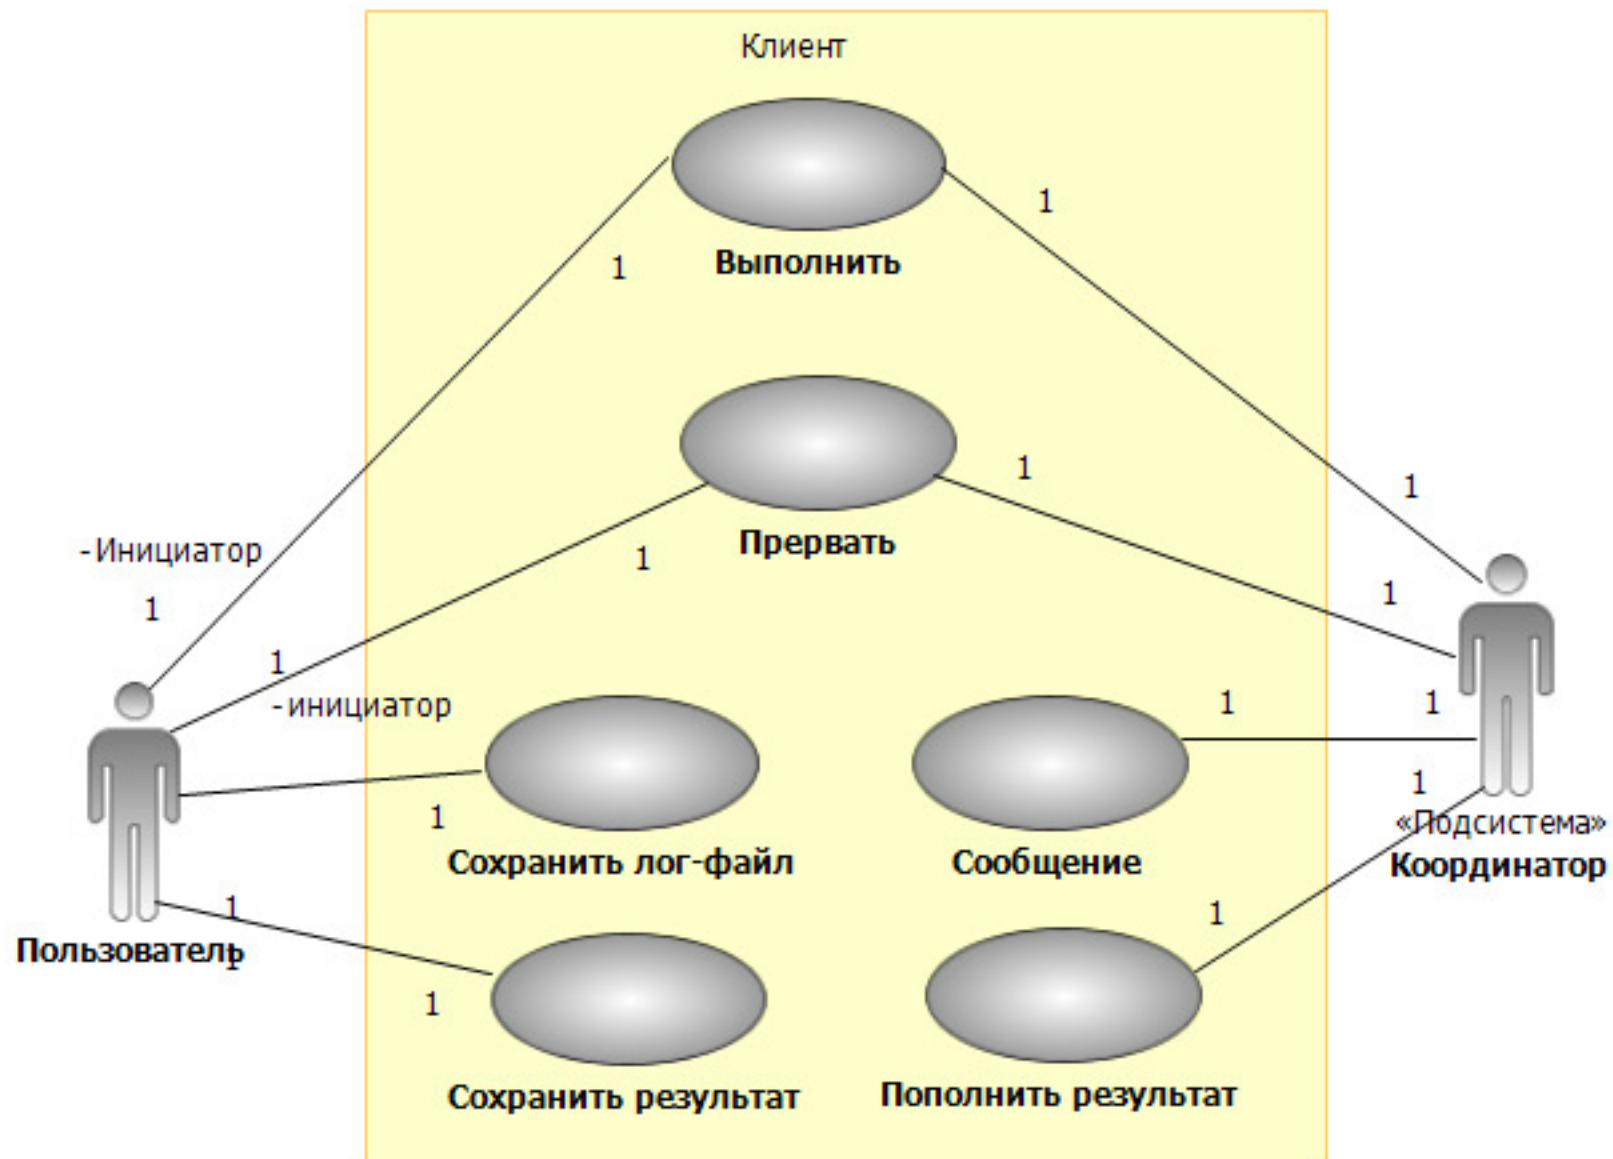 Клиент
1
1
Выполнить
1
1
Прервать
-Инициатор
1
1
1
1
-инициатор
1
1
1
1
«Подсистема»
Сохранить лог-файл
Сообщение
Координатор
1
1
Пользователь
1
1
Сохранить результат
Пополнить результат